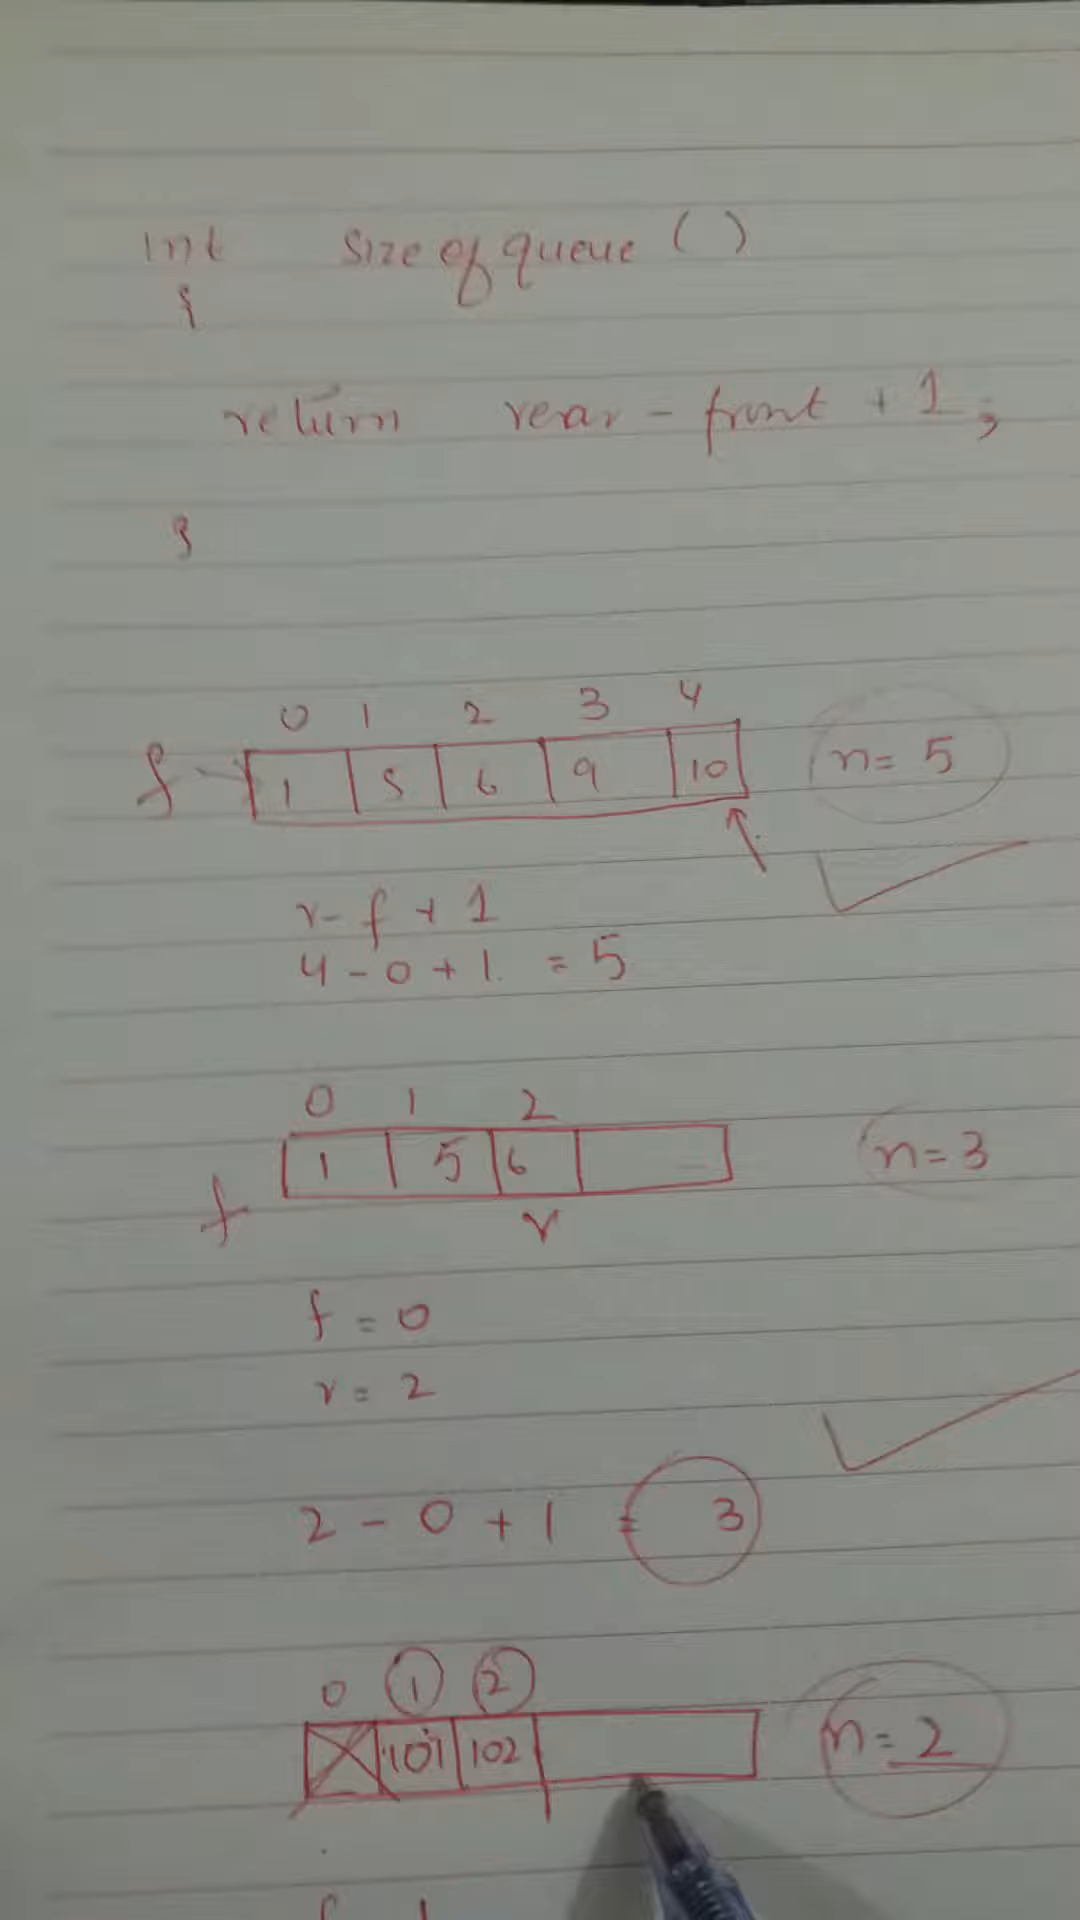 int size of queue ( )
{
return rear - front + 1 ;
}
0 1 2 3 4
f 1 5 6 9 10 n = 5
r - f + 1
4 - 0 + 1 = 5
0 1 2
1 5 6 n = 3
f r
f = 0
r = 2
2 - 0 + 1 = 3
0 1 2
101 102 n = 2